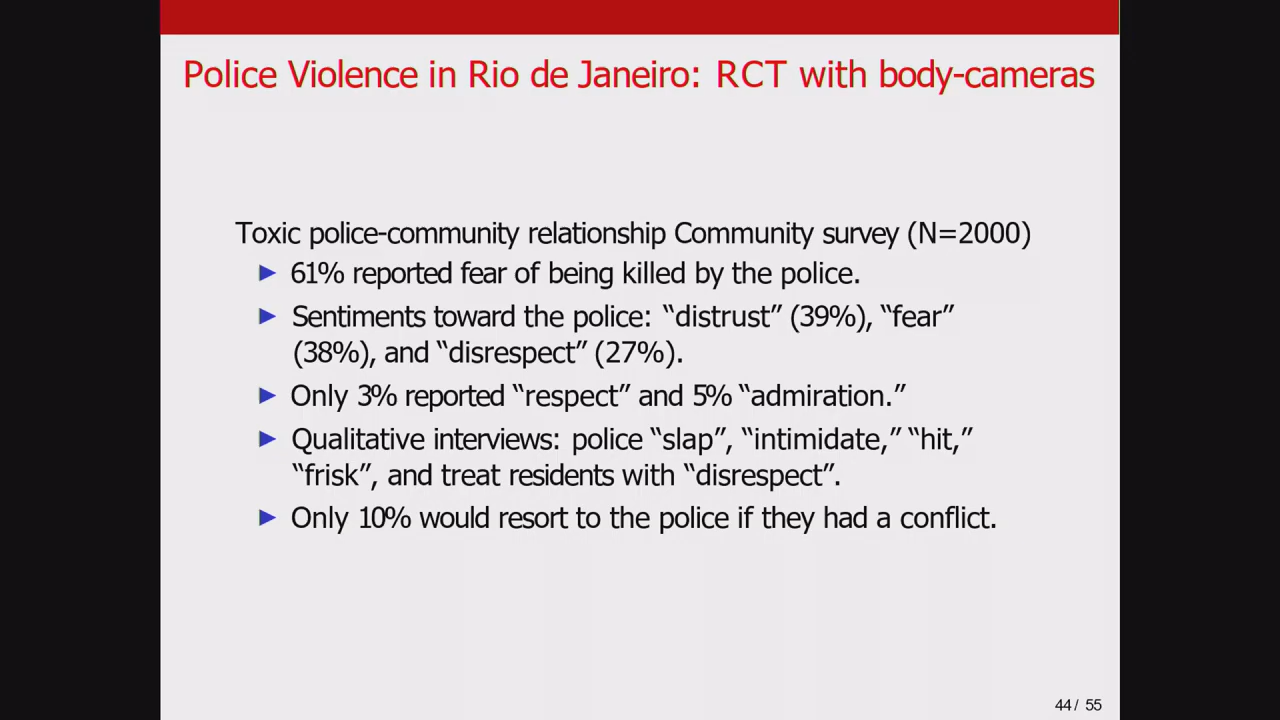 Police Violence in Rio de Janeiro: RCT with body-cameras
Toxic police-community relationship Community survey (N=2000)
▶ 61% reported fear of being killed by the police.
▶ Sentiments toward the police: “distrust” (39%), “fear”
(38%), and “disrespect” (27%).
▶ Only 3% reported “respect” and 5% “admiration.”
▶ Qualitative interviews: police “slap”, “intimidate,” “hit,”
“frisk”, and treat residents with “disrespect”.
▶ Only 10% would resort to the police if they had a conflict.
44 / 55